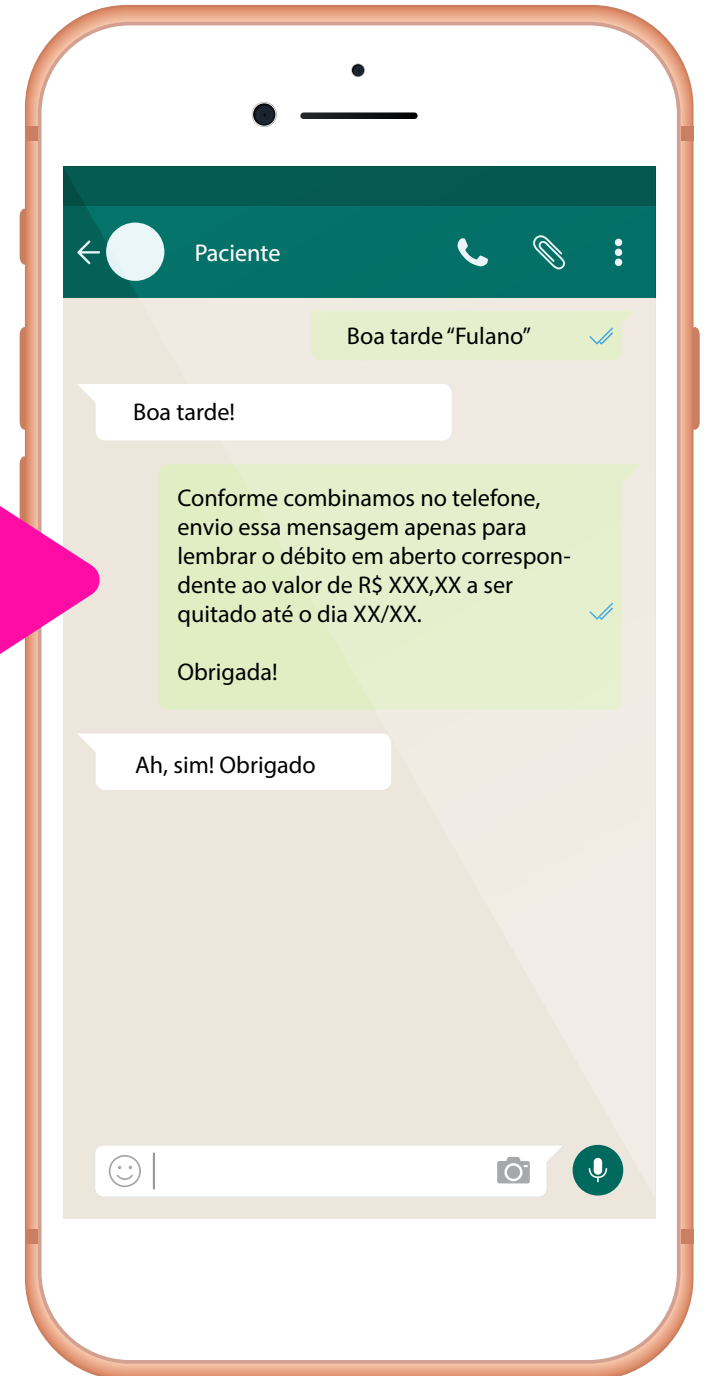 Paciente
Boa tarde “Fulano”
Boa tarde!
Conforme combinamos no telefone,
envio essa mensagem apenas para
lembrar o débito em aberto correspon-
dente ao valor de R$ XXX,XX a ser
quitado até o dia XX/XX.
Obrigada!
Ah, sim! Obrigado